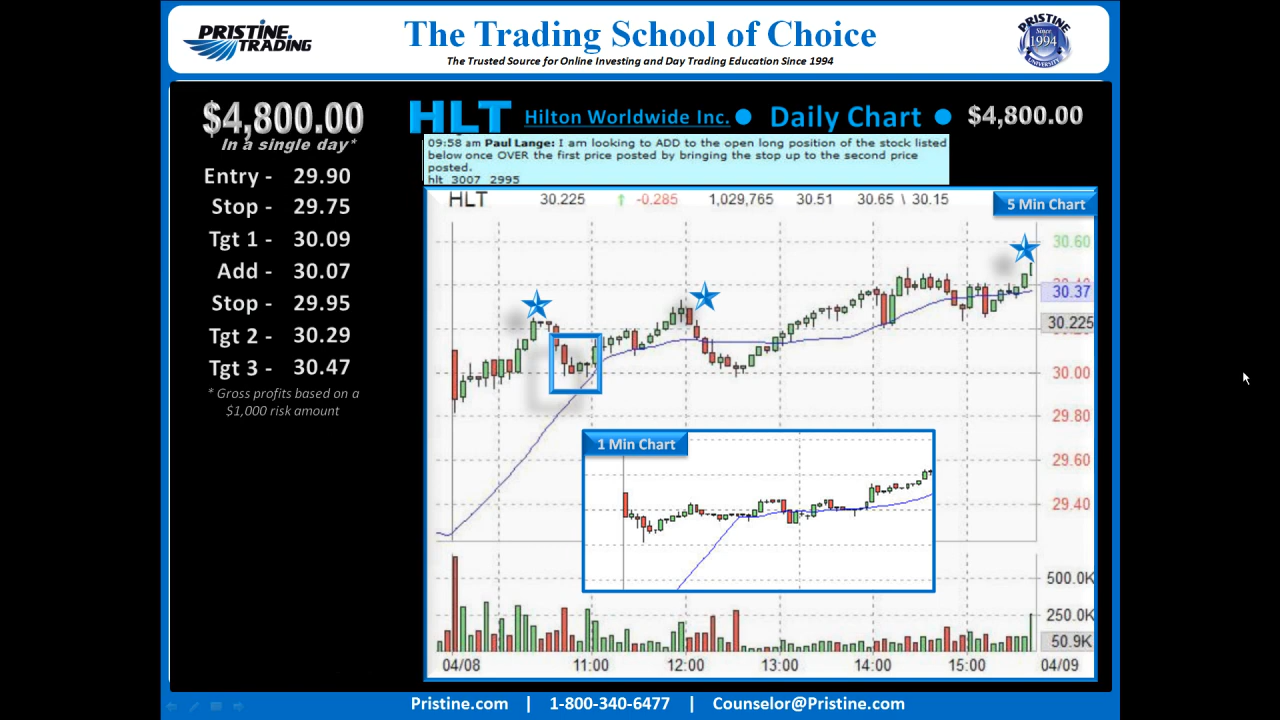 PRISTINE
TRADING
The Trading School of Choice
The Trusted Source for Online Investing and Day Trading Education Since 1994
PRISTINE
Since
1994
UNIVERSITY
$4,800.00
In a single day*
Entry - 29.90
Stop - 29.75
Tgt 1 - 30.09
Add - 30.07
Stop - 29.95
Tgt 2 - 30.29
Tgt 3 - 30.47
* Gross profits based on a
$1,000 risk amount
HLT Hilton Worldwide Inc. ● Daily Chart ● $4,800.00
09:58 am Paul Lange: I am looking to ADD to the open long position of the stock listed
below once OVER the first price posted by bringing the stop up to the second price
posted.
hlt 3007 2995
HLT 30.225 -0.285 1,029,765 30.51 30.65 \ 30.15
5 Min Chart
30.60
30.37
30.225
30.00
29.80
29.60
29.40
1 Min Chart
500.0K
250.0K
50.9K
04/08 11:00 12:00 13:00 14:00 15:00 04/09
Pristine.com | 1-800-340-6477 | Counselor@Pristine.com